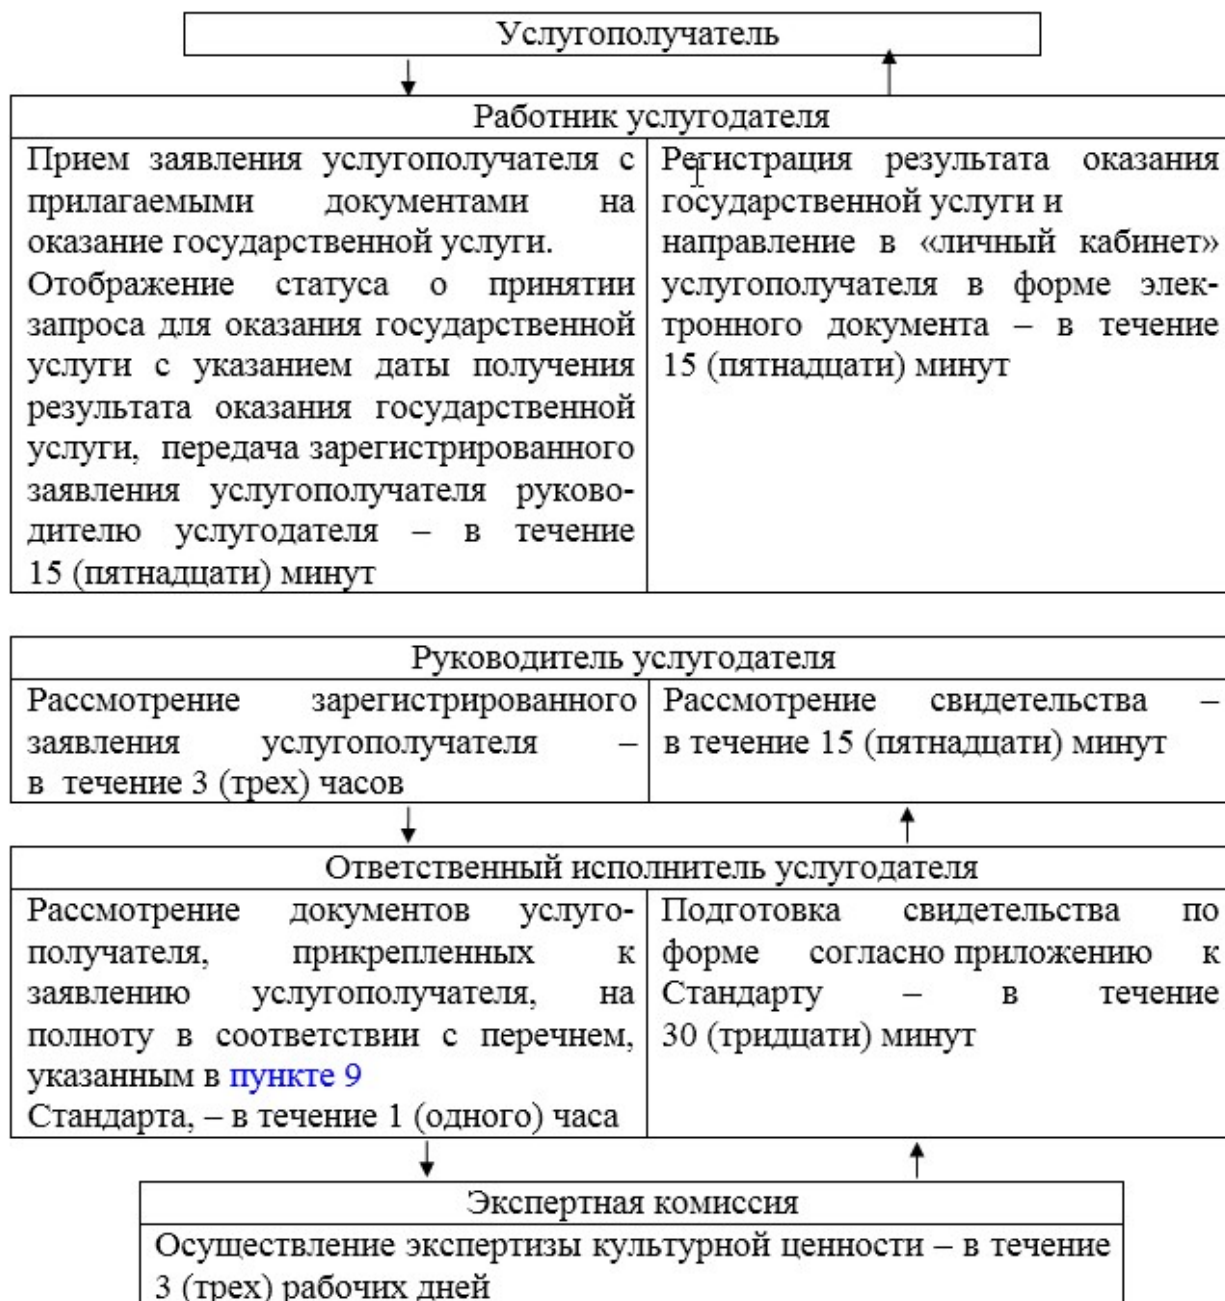 Услугополучатель
Работник услугодателя
Прием заявления услугополучателя с
прилагаемыми документами на
оказание государственной услуги.
Отображение статуса о принятии
запроса для оказания государственной
услуги с указанием даты получения
результата оказания государственной
услуги, передача зарегистрированного
заявления услугополучателя руково-
дителю услугодателя – в течение
15 (пятнадцати) минут
Регистрация результата оказания
государственной услуги и
направление в «личный кабинет»
услугополучателя в форме элек-
тронного документа – в течение
15 (пятнадцати) минут
Руководитель услугодателя
Рассмотрение зарегистрированного
заявления услугополучателя –
в течение 3 (трех) часов
Рассмотрение свидетельства –
в течение 15 (пятнадцати) минут
Ответственный исполнитель услугодателя
Рассмотрение документов услуго-
получателя, прикрепленных к
заявлению услугополучателя, на
полноту в соответствии с перечнем,
указанным в пункте 9
Стандарта, – в течение 1 (одного) часа
Подготовка свидетельства по
форме согласно приложению к
Стандарту – в течение
30 (тридцати) минут
Экспертная комиссия
Осуществление экспертизы культурной ценности – в течение
3 (трех) рабочих дней